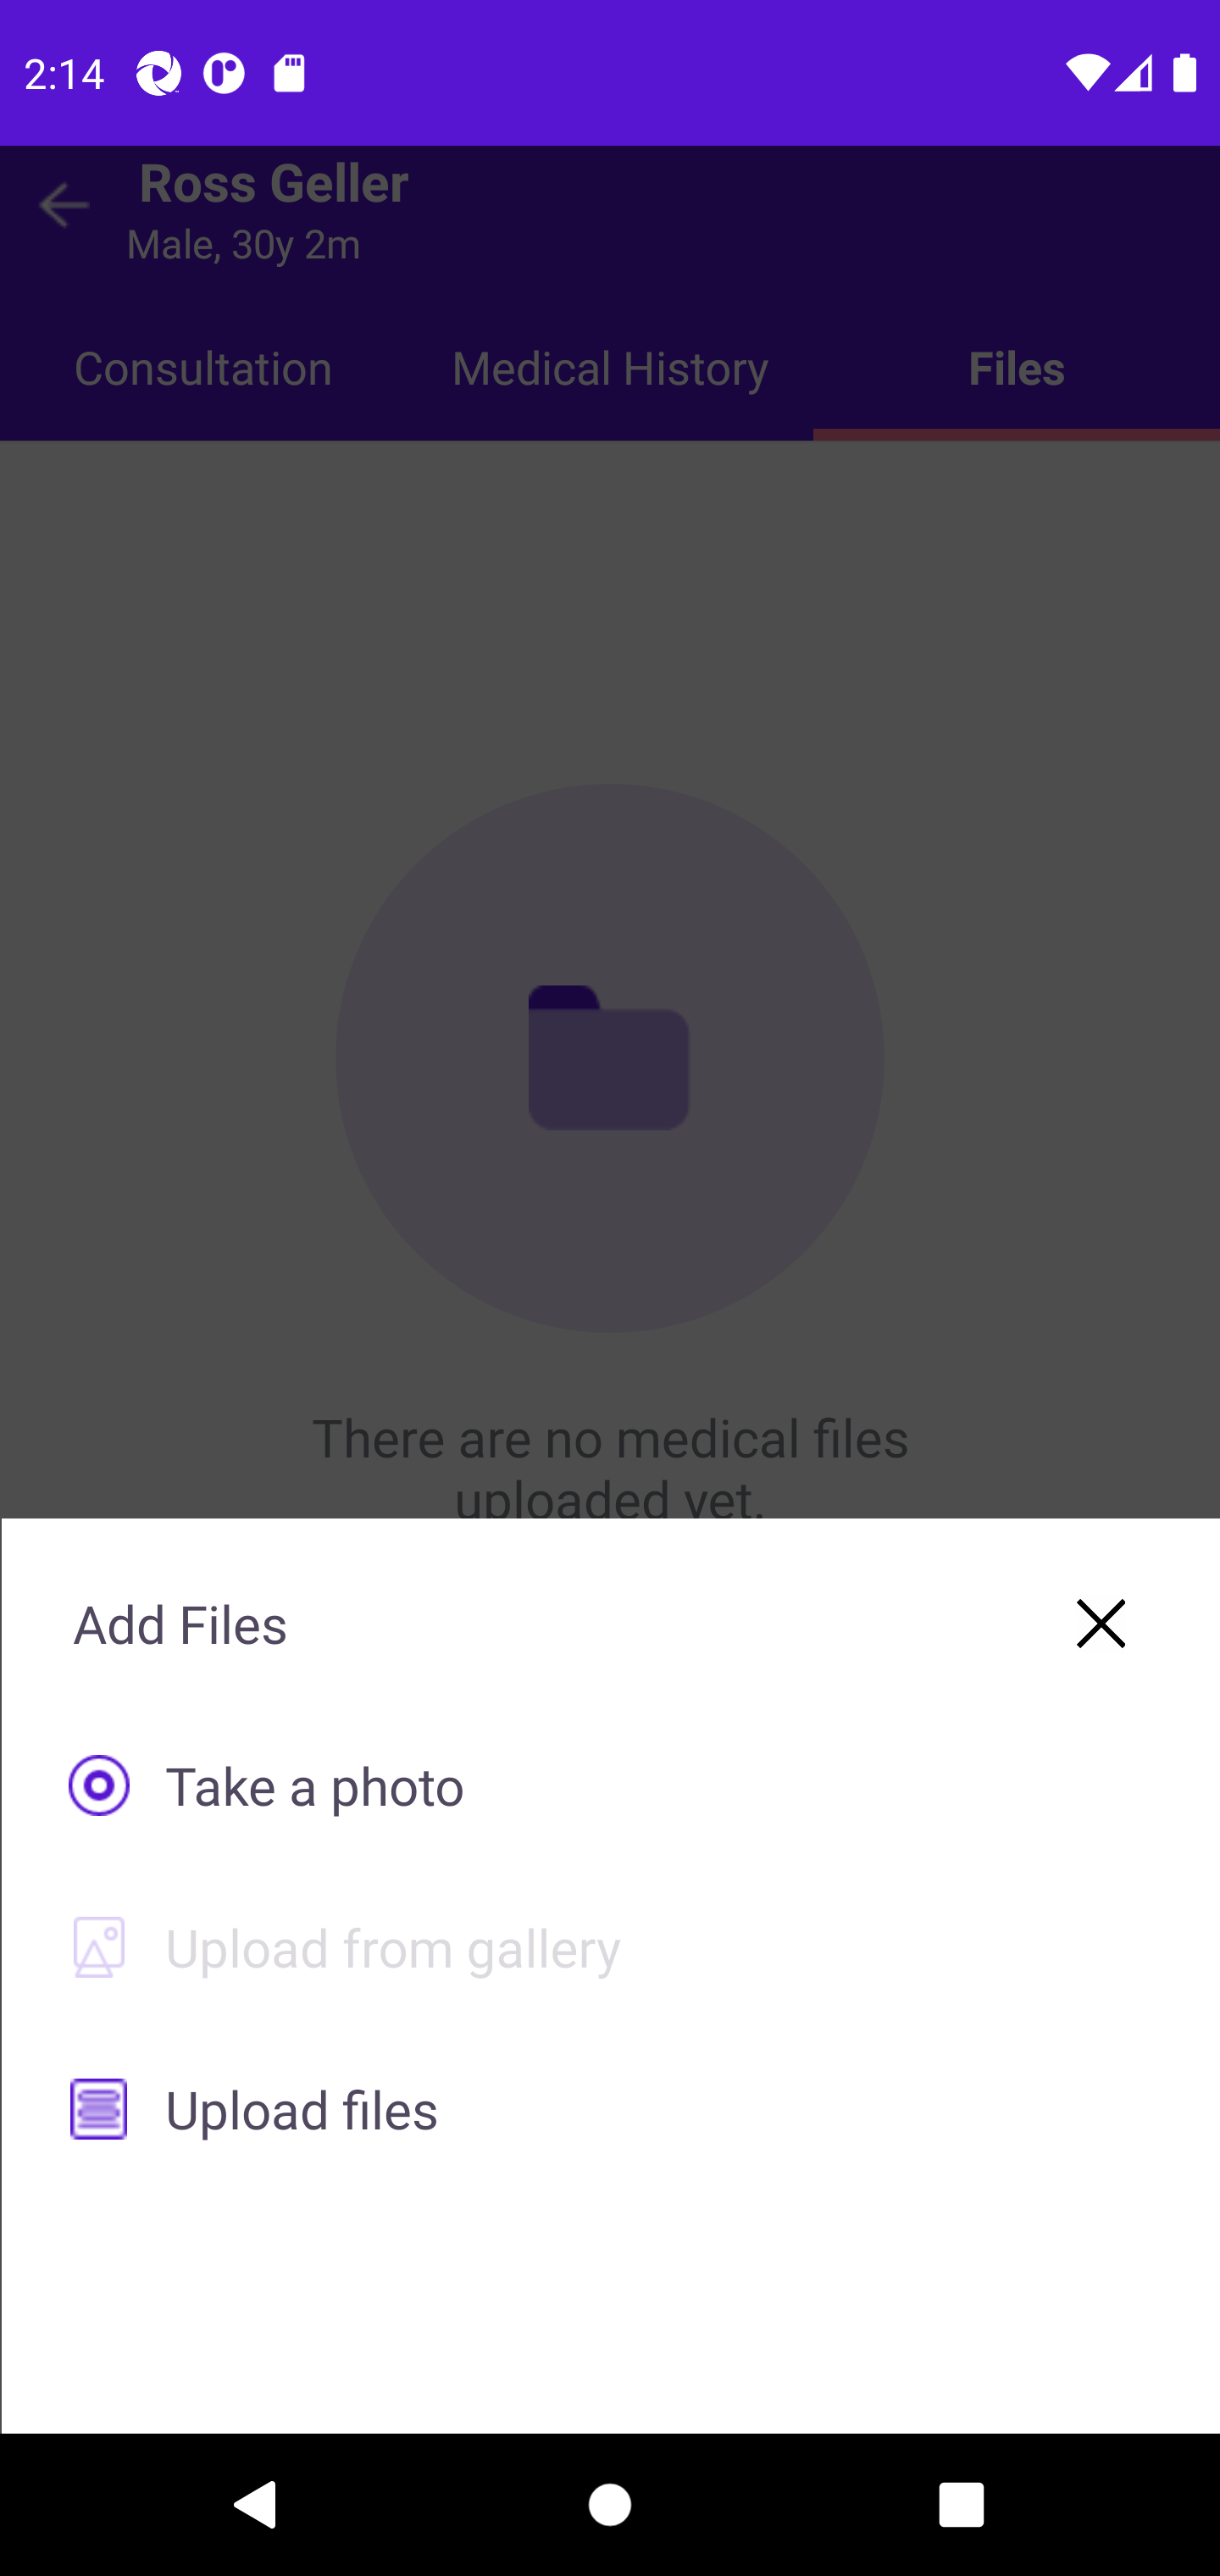 2:14
Ross Geller
Male, 30y 2m
Consultation
Medical History
Files
There are no medical files
uploaded yet.
Add Files
Take a photo
Upload from gallery
Upload files